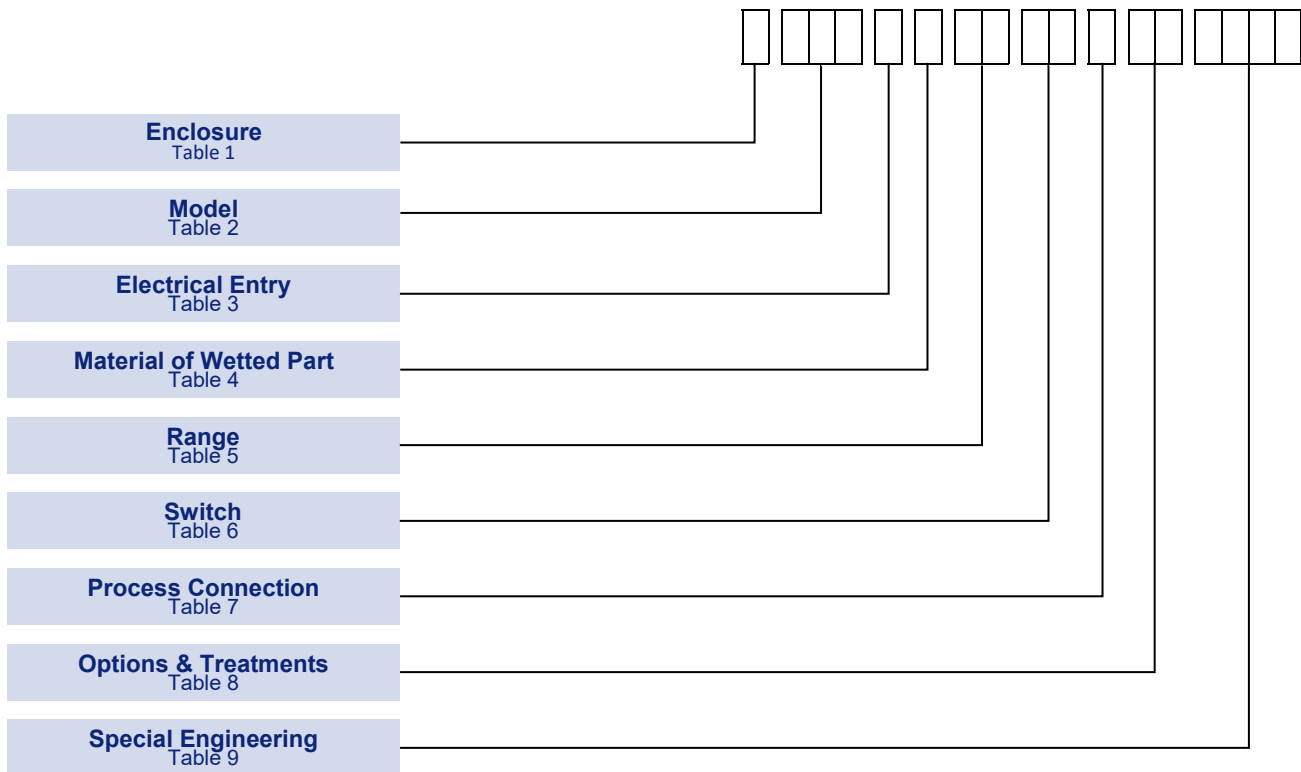 Enclosure
Table 1
Model
Table 2
Electrical Entry
Table 3
Material of Wetted Part
Table 4
Range
Table 5
Switch
Table 6
Process Connection
Table 7
Options & Treatments
Table 8
Special Engineering
Table 9